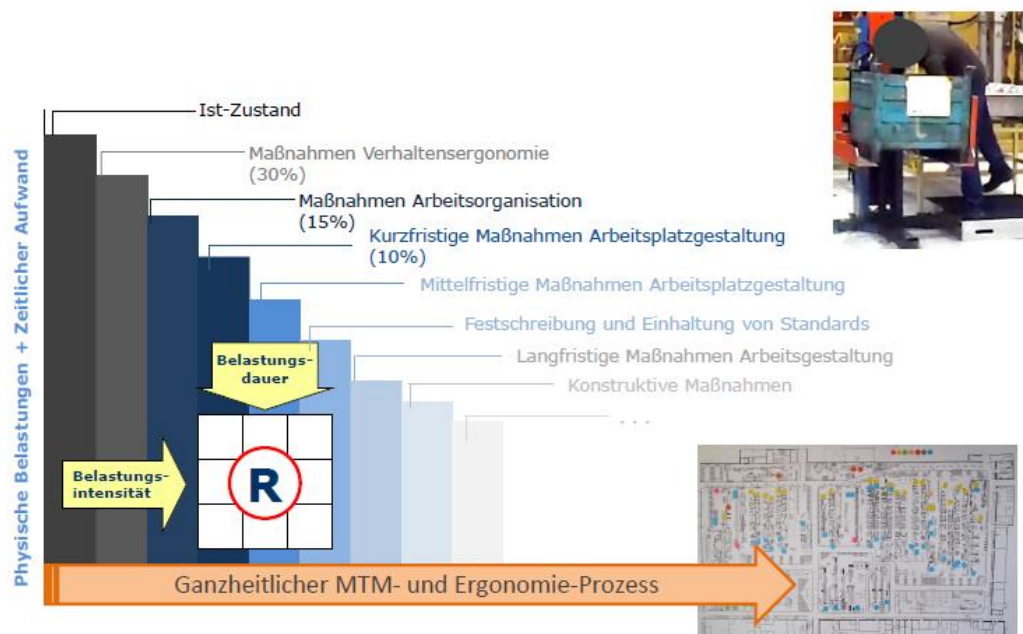 Ist-Zustand
Maßnahmen Verhaltensergonomie
(30%)
Maßnahmen Arbeitsorganisation
(15%)
Kurzfristige Maßnahmen Arbeitsplatzgestaltung
(10%)
Mittelfristige Maßnahmen Arbeitsplatzgestaltung
Festschreibung und Einhaltung von Standards
Langfristige Maßnahmen Arbeitsgestaltung
Konstruktive Maßnahmen
. . .
Physische Belastungen + Zeitlicher Aufwand
Belastungs-
dauer
Belastungs-
intensität
R
Ganzheitlicher MTM- und Ergonomie-Prozess